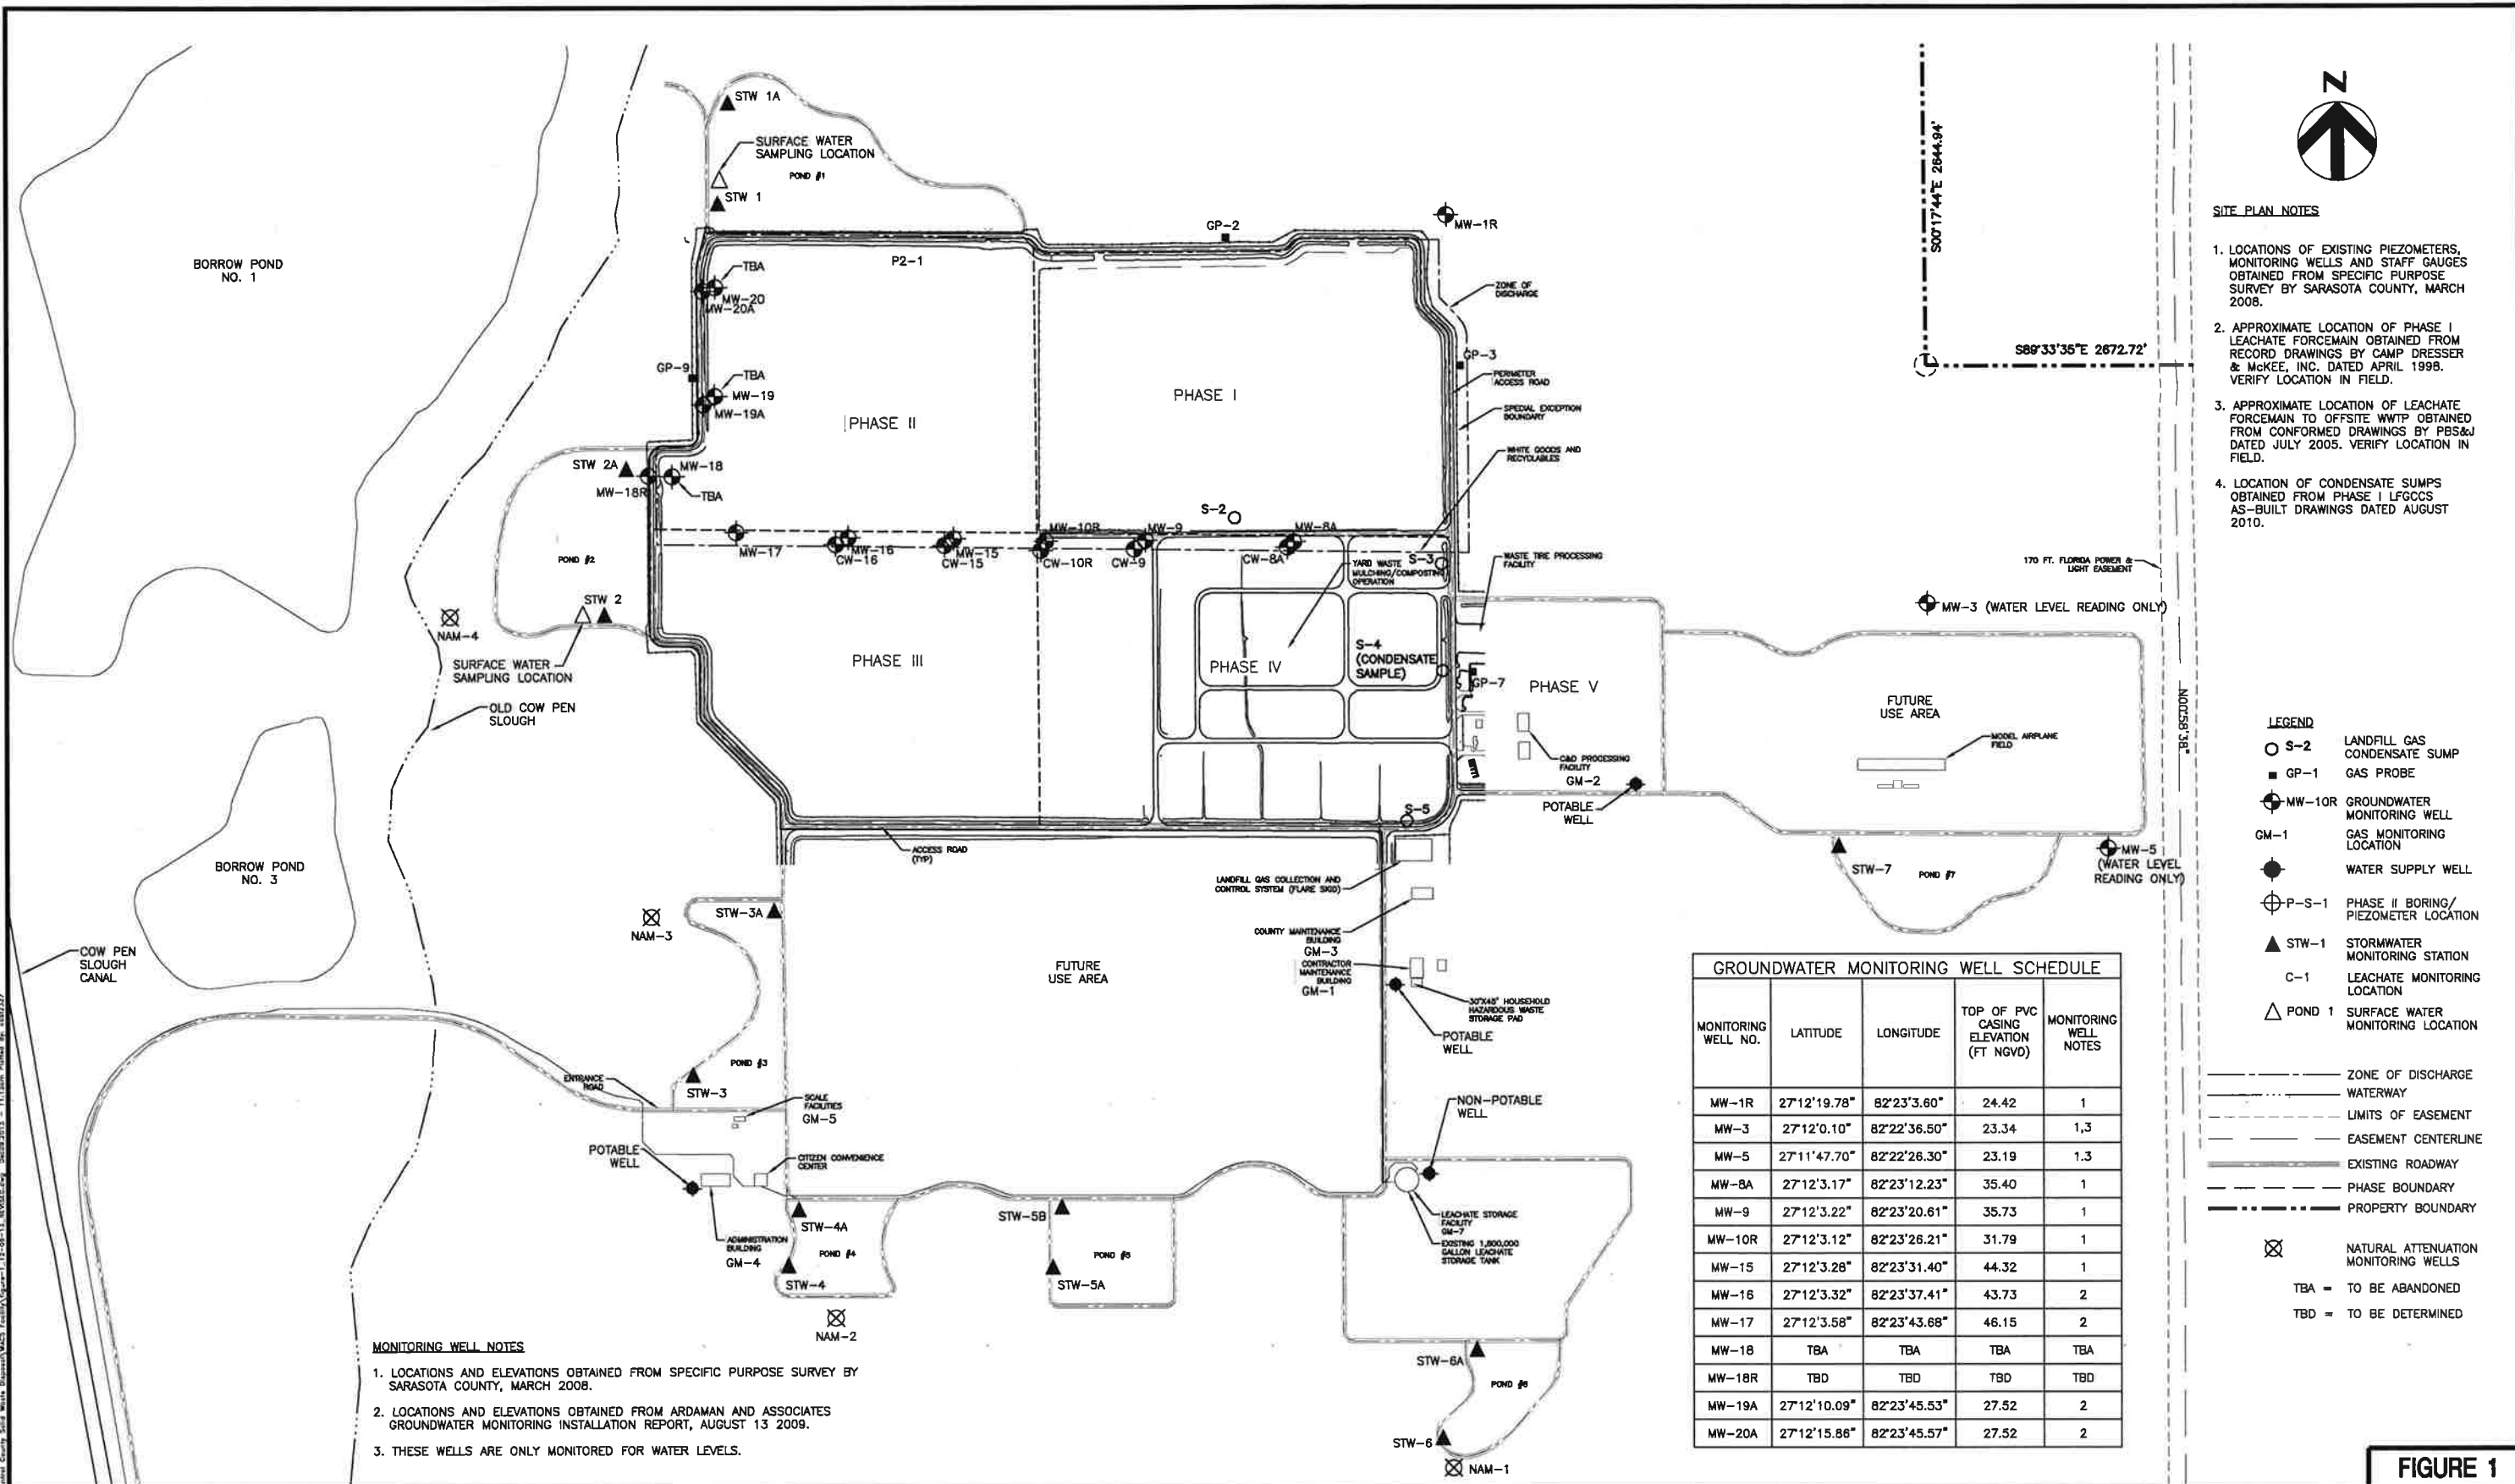 STW 1A
SURFACE WATER
SAMPLING LOCATION
POND #1
STW 1
BORROW POND
NO. 1
P2-1
TBA
MW-20
MW-20A
GP-9
TBA
MW-19
MW-19A
PHASE II
PHASE I
GP-2
MW-1R
ZONE OF
DISCHARGE
GP-3
PERIMETER
ACCESS ROAD
SPECIAL EXCEPTION
BOUNDARY
WHITE GOODS AND
RECYCLABLES
S00°17'44"E 2644.94'
S89°33'35"E 2672.72'
STW 2A
MW-18
MW-18R
TBA
S-2
MW-17
MW-16
CW-16
MW-15
CW-15
MW-10R
CW-10R
MW-9
CW-9
MW-8A
CW-8A
S-3
YARD WASTE
MULCHING/COMPOSTING
OPERATION
WASTE TIRE PROCESSING
FACILITY
POND #2
STW 2
NAM-4
SURFACE WATER
SAMPLING LOCATION
OLD COW PEN
SLOUGH
PHASE III
PHASE IV
S-4
(CONDENSATE
SAMPLE)
GP-7
PHASE V
C&D PROCESSING
FACILITY
GM-2
POTABLE
WELL
S-5
170 FT. FLORIDA POWER &
LIGHT EASEMENT
MW-3 (WATER LEVEL READING ONLY)
FUTURE
USE AREA
MODEL AIRPLANE
FIELD
N00°58'38"
STW-7
POND #7
MW-5
(WATER LEVEL
READING ONLY)
BORROW POND
NO. 3
COW PEN
SLOUGH
CANAL
ACCESS ROAD
(TYP)
LANDFILL GAS COLLECTION AND
CONTROL SYSTEM (FLARE SKID)
COUNTY MAINTENANCE
BUILDING
GM-3
CONTRACTOR
MAINTENANCE
BUILDING
GM-1
30'X45' HOUSEHOLD
HAZARDOUS WASTE
STORAGE PAD
POTABLE
WELL
STW-3A
NAM-3
FUTURE
USE AREA
POND #3
STW-3
ENTRANCE
ROAD
SCALE
FACILITIES
GM-5
POTABLE
WELL
CITIZEN CONVENIENCE
CENTER
ADMINISTRATION
BUILDING
GM-4
STW-4A
POND #4
STW-4
NAM-2
STW-5B
POND #5
STW-5A
NON-POTABLE
WELL
LEACHATE STORAGE
FACILITY
GM-7
EXISTING 1,800,000
GALLON LEACHATE
STORAGE TANK
STW-6A
POND #6
STW-6
NAM-1
MONITORING WELL NOTES
1. LOCATIONS AND ELEVATIONS OBTAINED FROM SPECIFIC PURPOSE SURVEY BY
SARASOTA COUNTY, MARCH 2008.
2. LOCATIONS AND ELEVATIONS OBTAINED FROM ARDAMAN AND ASSOCIATES
GROUNDWATER MONITORING INSTALLATION REPORT, AUGUST 13 2009.
3. THESE WELLS ARE ONLY MONITORED FOR WATER LEVELS.
GROUNDWATER MONITORING WELL SCHEDULE
MONITORING WELL NO. LATITUDE LONGITUDE TOP OF PVC CASING ELEVATION (FT NGVD) MONITORING WELL NOTES
MW-1R 27°12'19.78" 82°23'3.60" 24.42 1
MW-3 27°12'0.10" 82°22'36.50" 23.34 1,3
MW-5 27°11'47.70" 82°22'26.30" 23.19 1.3
MW-8A 27°12'3.17" 82°23'12.23" 35.40 1
MW-9 27°12'3.22" 82°23'20.61" 35.73 1
MW-10R 27°12'3.12" 82°23'26.21" 31.79 1
MW-15 27°12'3.28" 82°23'31.40" 44.32 1
MW-16 27°12'3.32" 82°23'37.41" 43.73 2
MW-17 27°12'3.58" 82°23'43.68" 46.15 2
MW-18 TBA TBA TBA TBA
MW-18R TBD TBD TBD TBD
MW-19A 27°12'10.09" 82°23'45.53" 27.52 2
MW-20A 27°12'15.86" 82°23'45.57" 27.52 2
N
SITE PLAN NOTES
1. LOCATIONS OF EXISTING PIEZOMETERS,
MONITORING WELLS AND STAFF GAUGES
OBTAINED FROM SPECIFIC PURPOSE
SURVEY BY SARASOTA COUNTY, MARCH
2008.
2. APPROXIMATE LOCATION OF PHASE I
LEACHATE FORCEMAIN OBTAINED FROM
RECORD DRAWINGS BY CAMP DRESSER
& McKEE, INC. DATED APRIL 1998.
VERIFY LOCATION IN FIELD.
3. APPROXIMATE LOCATION OF LEACHATE
FORCEMAIN TO OFFSITE WWTP OBTAINED
FROM CONFORMED DRAWINGS BY PBS&J
DATED JULY 2005. VERIFY LOCATION IN
FIELD.
4. LOCATION OF CONDENSATE SUMPS
OBTAINED FROM PHASE I LFGCCS
AS-BUILT DRAWINGS DATED AUGUST
2010.
LEGEND
S-2 LANDFILL GAS
CONDENSATE SUMP
GP-1 GAS PROBE
MW-10R GROUNDWATER
MONITORING WELL
GM-1 GAS MONITORING
LOCATION
WATER SUPPLY WELL
P-S-1 PHASE II BORING/
PIEZOMETER LOCATION
STW-1 STORMWATER
MONITORING STATION
C-1 LEACHATE MONITORING
LOCATION
POND 1 SURFACE WATER
MONITORING LOCATION
ZONE OF DISCHARGE
WATERWAY
LIMITS OF EASEMENT
EASEMENT CENTERLINE
EXISTING ROADWAY
PHASE BOUNDARY
PROPERTY BOUNDARY
NATURAL ATTENUATION
MONITORING WELLS
TBA = TO BE ABANDONED
TBD = TO BE DETERMINED
FIGURE 1